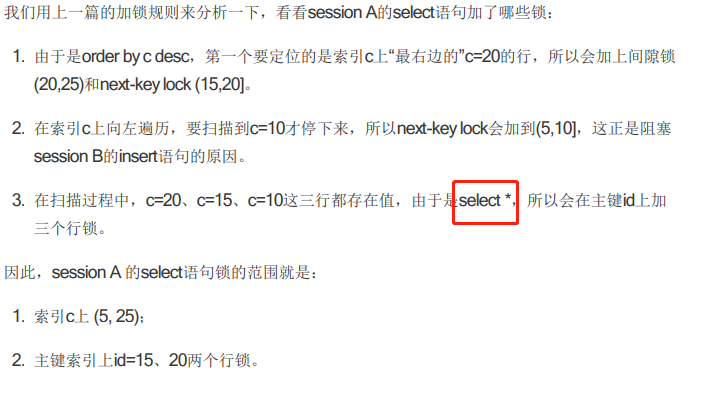 我们用上一篇的加锁规则来分析一下，看看session A的select语句加了哪些锁：
1. 由于是order by c desc，第一个要定位的是索引c上“最右边的”c=20的行，所以会加上间隙锁
(20,25)和next-key lock (15,20]。
2. 在索引c上向左遍历，要扫描到c=10才停下来，所以next-key lock会加到(5,10]，这正是阻塞
session B的insert语句的原因。
3. 在扫描过程中，c=20、c=15、c=10这三行都存在值，由于是select *，所以会在主键id上加
三个行锁。
因此，session A 的select语句锁的范围就是：
1. 索引c上 (5, 25)；
2. 主键索引上id=15、20两个行锁。